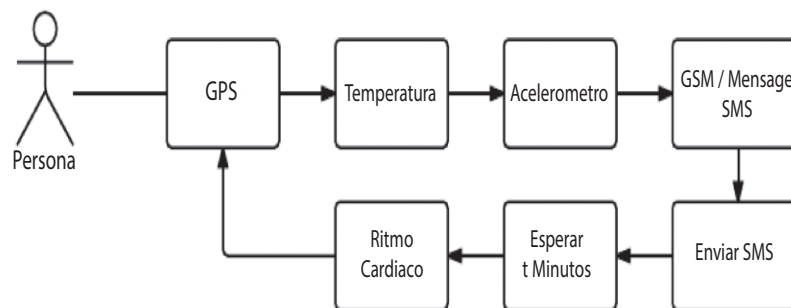 GPS
Temperatura
Acelerometro
GSM / Mensage
SMS
Persona
Ritmo
Cardiaco
Esperar
t Minutos
Enviar SMS